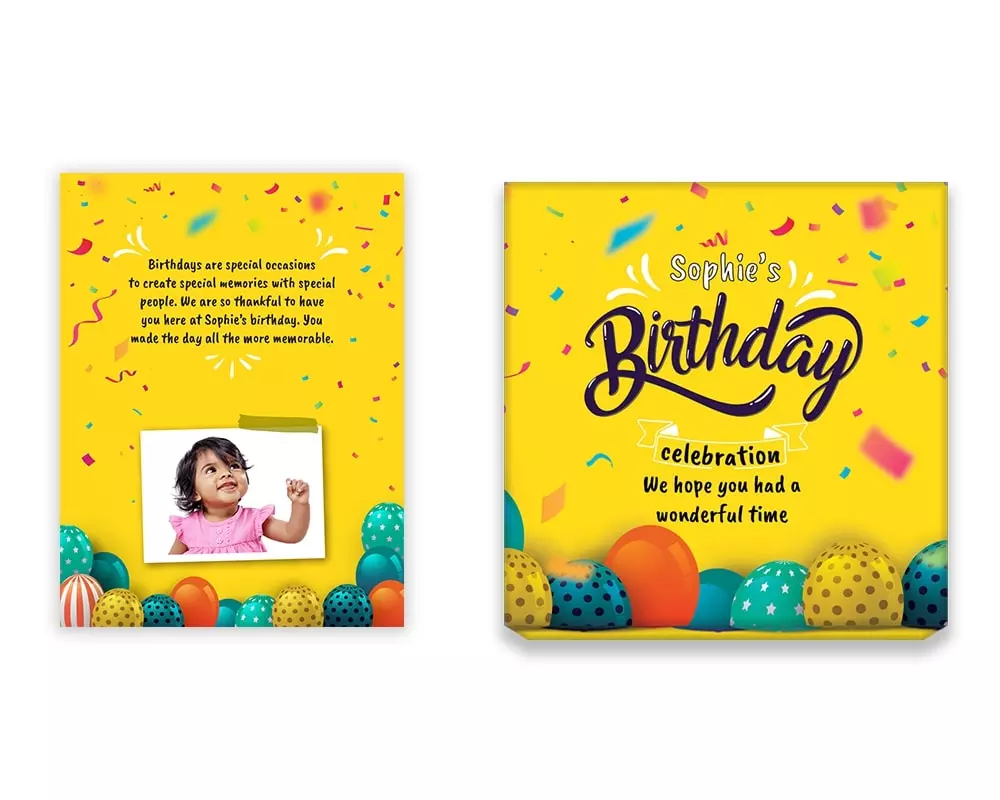 Birthdays are special occasions
to create special memories with special
people. We are so thankful to have
you here at Sophie's birthday. You
made the day all the more memorable.
Sophie's
Birthday
celebration
We hope you had a
wonderful time